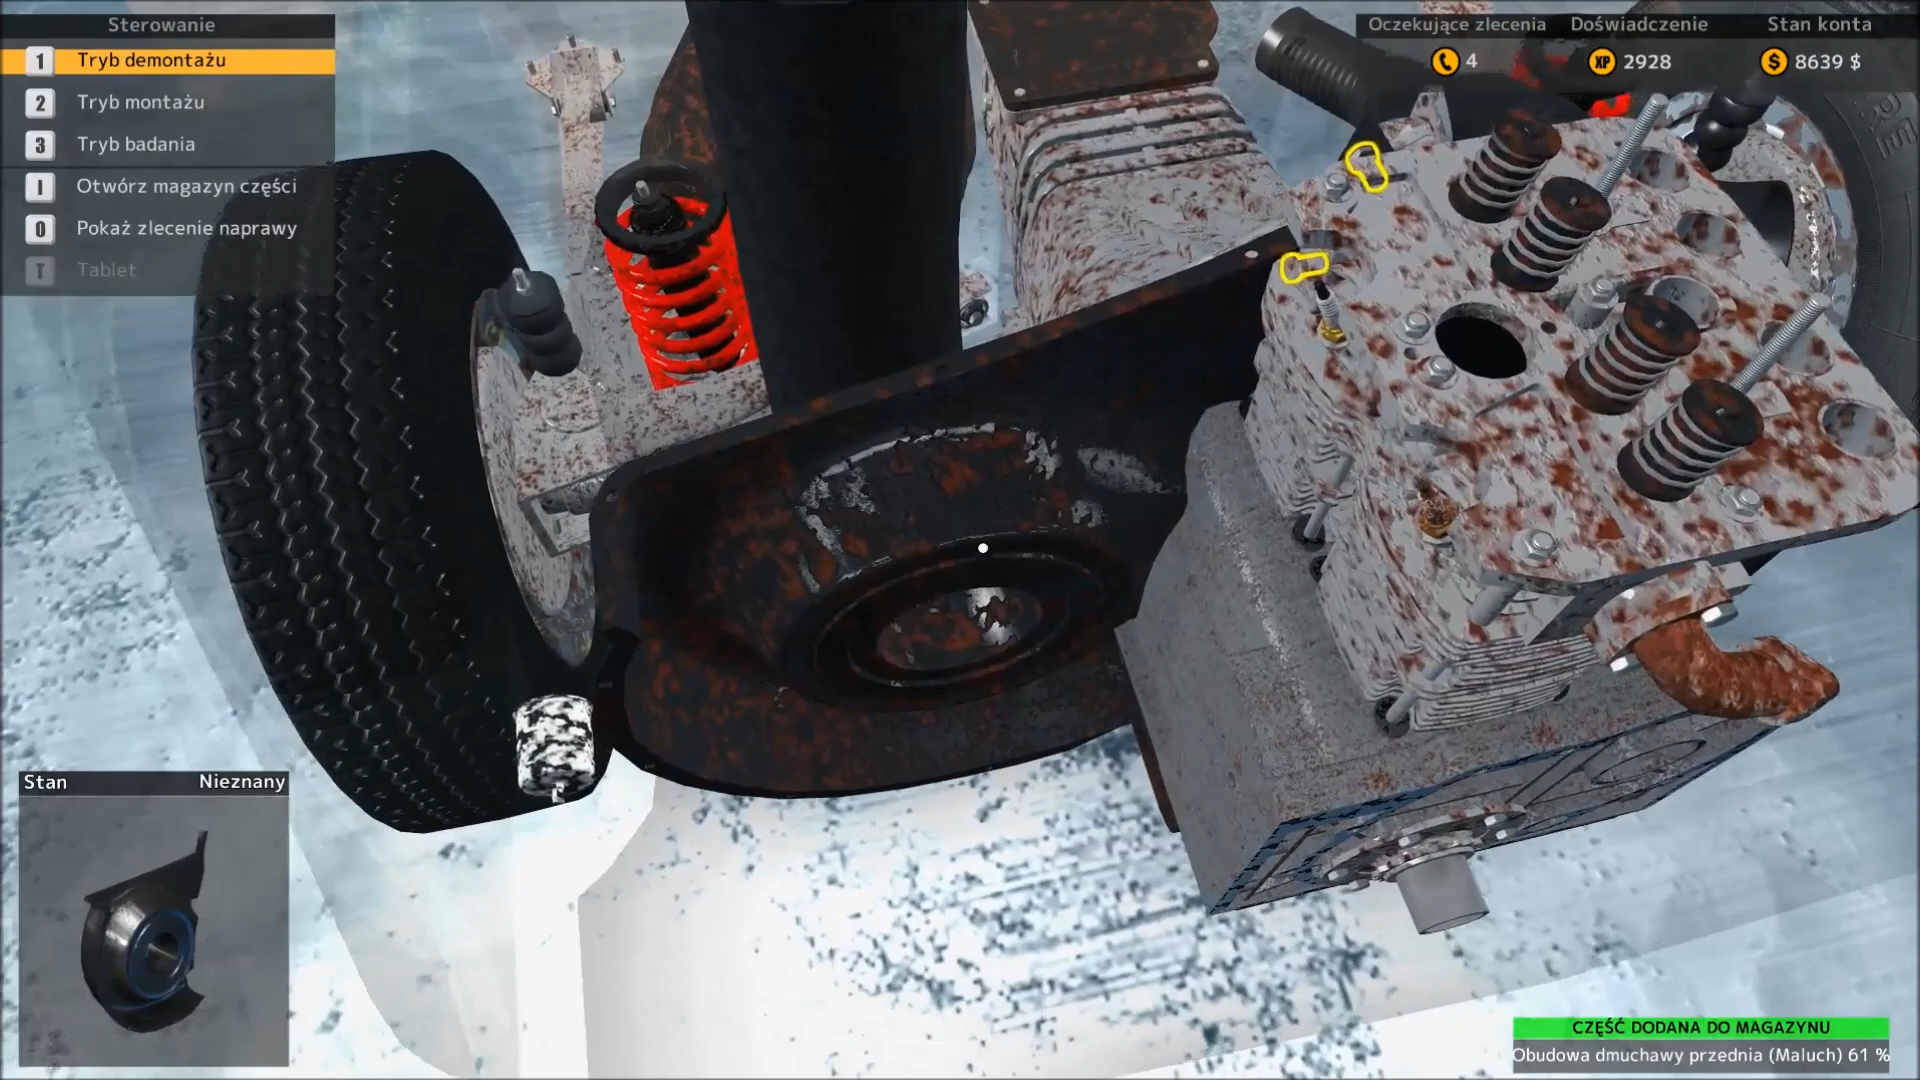 Sterowanie
1 Tryb demontażu
2 Tryb montażu
3 Tryb badania
I Otwórz magazyn części
O Pokaż zlecenie naprawy
T Tablet
Oczekujące zlecenia Doświadczenie Stan konta
4 XP 2928 $ 8639 $
Stan Nieznany
CZĘŚĆ DODANA DO MAGAZYNU
Obudowa dmuchawy przednia (Maluch) 61 %